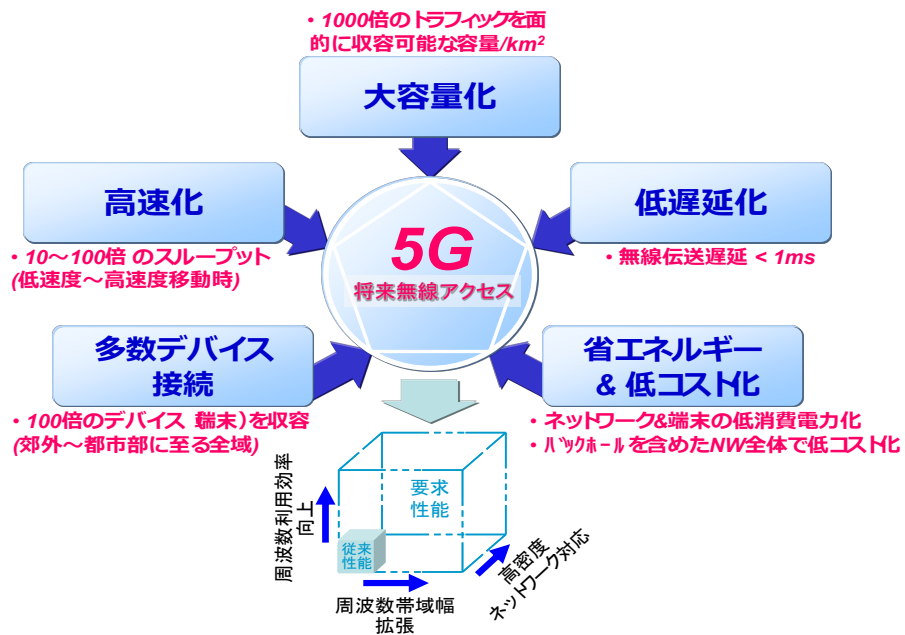 ・1000倍のトラフィックを面
的に収容可能な容量/km²
大容量化
高速化
・10～100倍 のスループット
(低速度～高速度移動時)
低遅延化
・無線伝送遅延 < 1ms
5G
将来無線アクセス
多数デバイス
接続
・100倍のデバイス (端末) を収容
(郊外～都市部に至る全域)
省エネルギー
& 低コスト化
・ネットワーク&端末の低消費電力化
・バックホールを含めたNW全体で低コスト化
周波数利用効率
向上
要求
性能
従来
性能
高密度
ネットワーク対応
周波数帯域幅
拡張